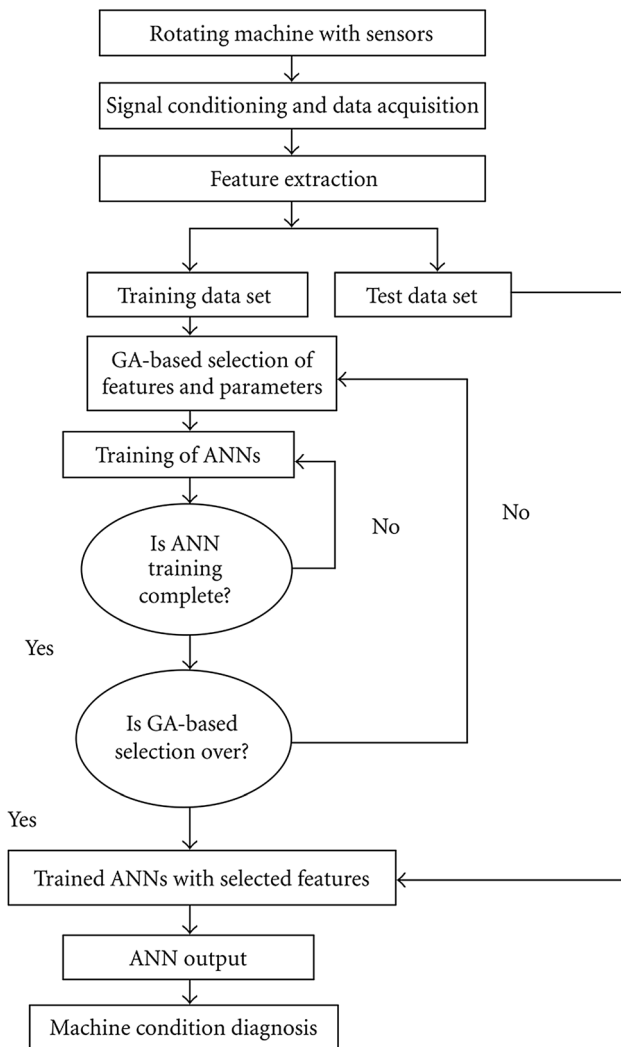 Rotating machine with sensors
Signal conditioning and data acquisition
Feature extraction
Training data set
Test data set
GA-based selection of
features and parameters
Training of ANNs
No
No
Is ANN
training
complete?
Yes
Is GA-based
selection over?
Yes
Trained ANNs with selected features
ANN output
Machine condition diagnosis